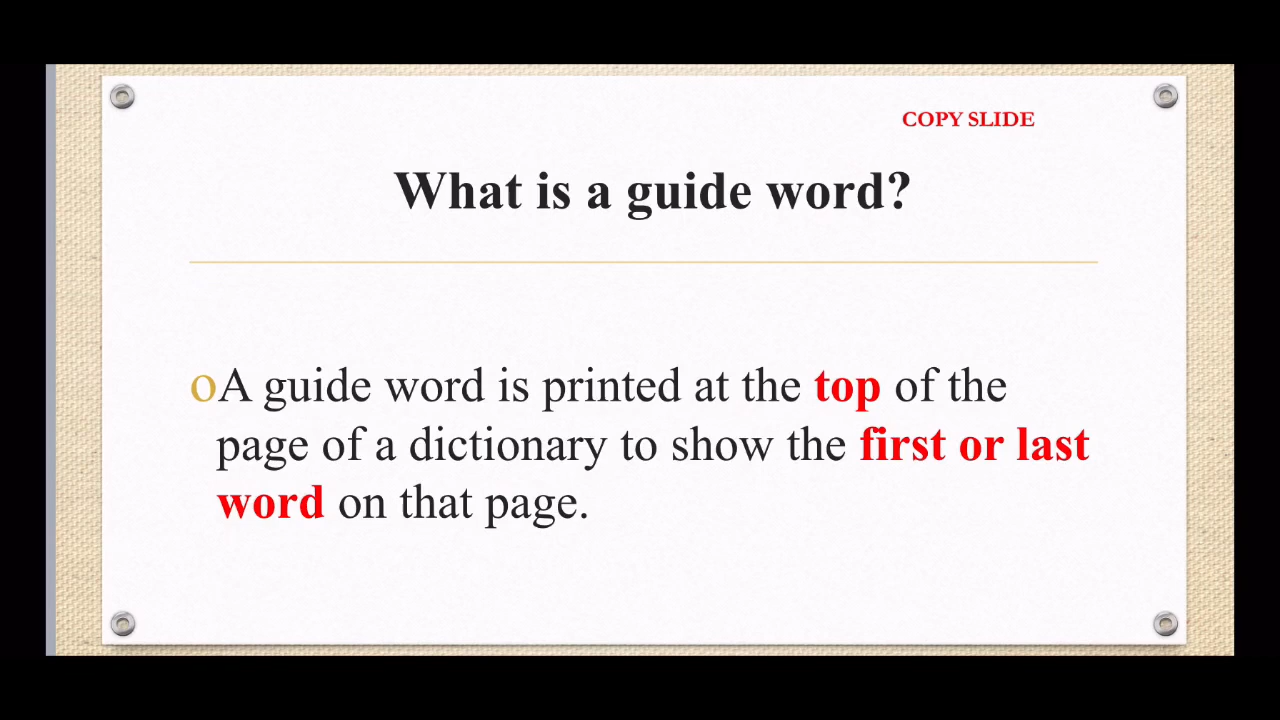 COPY SLIDE
What is a guide word?
A guide word is printed at the top of the
page of a dictionary to show the first or last
word on that page.